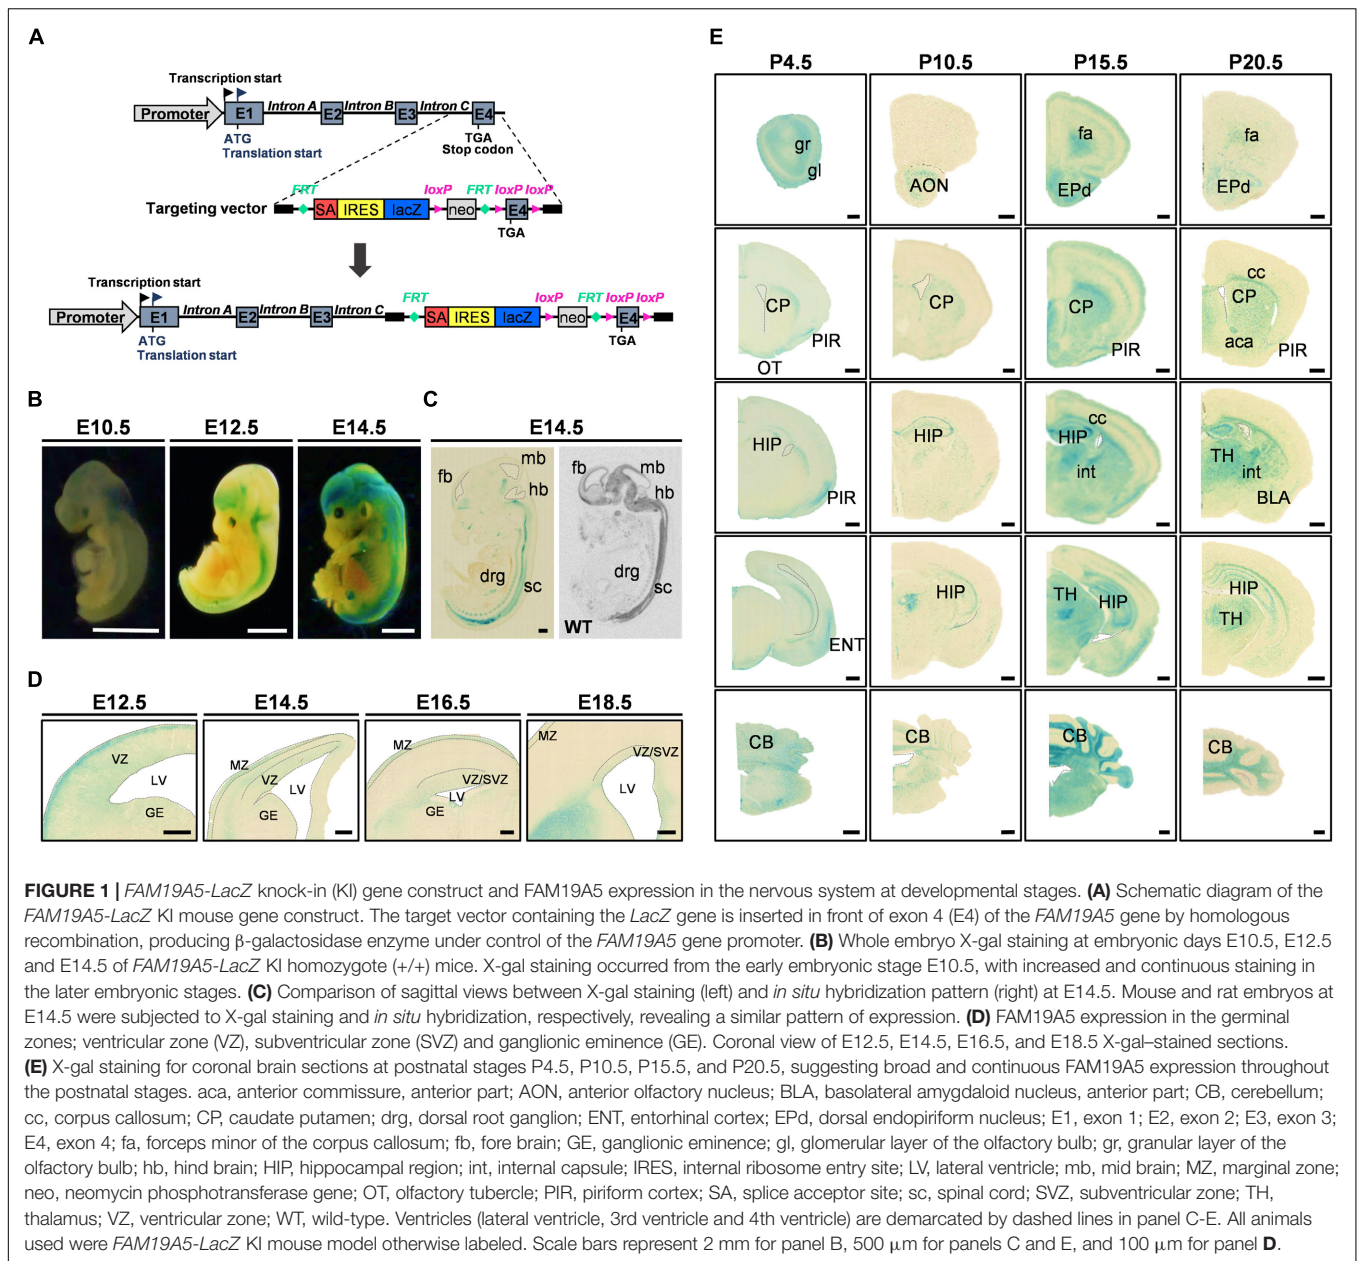 A
Transcription start
Promoter
E1
Intron A
E2
Intron B
E3
Intron C
E4
ATG
Translation start
TGA
Stop codon
Targeting vector
FRT
SA
IRES
lacZ
loxP
neo
FRT
loxP
loxP
E4
TGA
Transcription start
Promoter
E1
Intron A
E2
Intron B
E3
Intron C
FRT
SA
IRES
lacZ
loxP
neo
FRT
loxP
loxP
E4
ATG
Translation start
TGA
B
E10.5
E12.5
E14.5
C
E14.5
fb
mb
hb
drg
sc
fb
mb
hb
drg
sc
WT
D
E12.5
E14.5
E16.5
E18.5
VZ
LV
GE
MZ
VZ
LV
GE
MZ
VZ/SVZ
LV
GE
MZ
VZ/SVZ
LV
E
P4.5
P10.5
P15.5
P20.5
gr
gl
AON
fa
EPd
fa
EPd
CP
PIR
OT
CP
CP
PIR
cc
CP
aca
PIR
HIP
PIR
HIP
cc
HIP
int
TH
int
BLA
ENT
HIP
TH
HIP
HIP
TH
CB
CB
CB
CB
FIGURE 1 | FAM19A5-LacZ knock-in (KI) gene construct and FAM19A5 expression in the nervous system at developmental stages. (A) Schematic diagram of the
FAM19A5-LacZ KI mouse gene construct. The target vector containing the LacZ gene is inserted in front of exon 4 (E4) of the FAM19A5 gene by homologous
recombination, producing β-galactosidase enzyme under control of the FAM19A5 gene promoter. (B) Whole embryo X-gal staining at embryonic days E10.5, E12.5
and E14.5 of FAM19A5-LacZ KI homozygote (+/+) mice. X-gal staining occurred from the early embryonic stage E10.5, with increased and continuous staining in
the later embryonic stages. (C) Comparison of sagittal views between X-gal staining (left) and in situ hybridization pattern (right) at E14.5. Mouse and rat embryos at
E14.5 were subjected to X-gal staining and in situ hybridization, respectively, revealing a similar pattern of expression. (D) FAM19A5 expression in the germinal
zones; ventricular zone (VZ), subventricular zone (SVZ) and ganglionic eminence (GE). Coronal view of E12.5, E14.5, E16.5, and E18.5 X-gal–stained sections.
(E) X-gal staining for coronal brain sections at postnatal stages P4.5, P10.5, P15.5, and P20.5, suggesting broad and continuous FAM19A5 expression throughout
the postnatal stages. aca, anterior commissure, anterior part; AON, anterior olfactory nucleus; BLA, basolateral amygdaloid nucleus, anterior part; CB, cerebellum;
cc, corpus callosum; CP, caudate putamen; drg, dorsal root ganglion; ENT, entorhinal cortex; EPd, dorsal endopiriform nucleus; E1, exon 1; E2, exon 2; E3, exon 3;
E4, exon 4; fa, forceps minor of the corpus callosum; fb, fore brain; GE, ganglionic eminence; gl, glomerular layer of the olfactory bulb; gr, granular layer of the
olfactory bulb; hb, hind brain; HIP, hippocampal region; int, internal capsule; IRES, internal ribosome entry site; LV, lateral ventricle; mb, mid brain; MZ, marginal zone;
neo, neomycin phosphotransferase gene; OT, olfactory tubercle; PIR, piriform cortex; SA, splice acceptor site; sc, spinal cord; SVZ, subventricular zone; TH,
thalamus; VZ, ventricular zone; WT, wild-type. Ventricles (lateral ventricle, 3rd ventricle and 4th ventricle) are demarcated by dashed lines in panel C-E. All animals
used were FAM19A5-LacZ KI mouse model otherwise labeled. Scale bars represent 2 mm for panel B, 500 μm for panels C and E, and 100 μm for panel D.